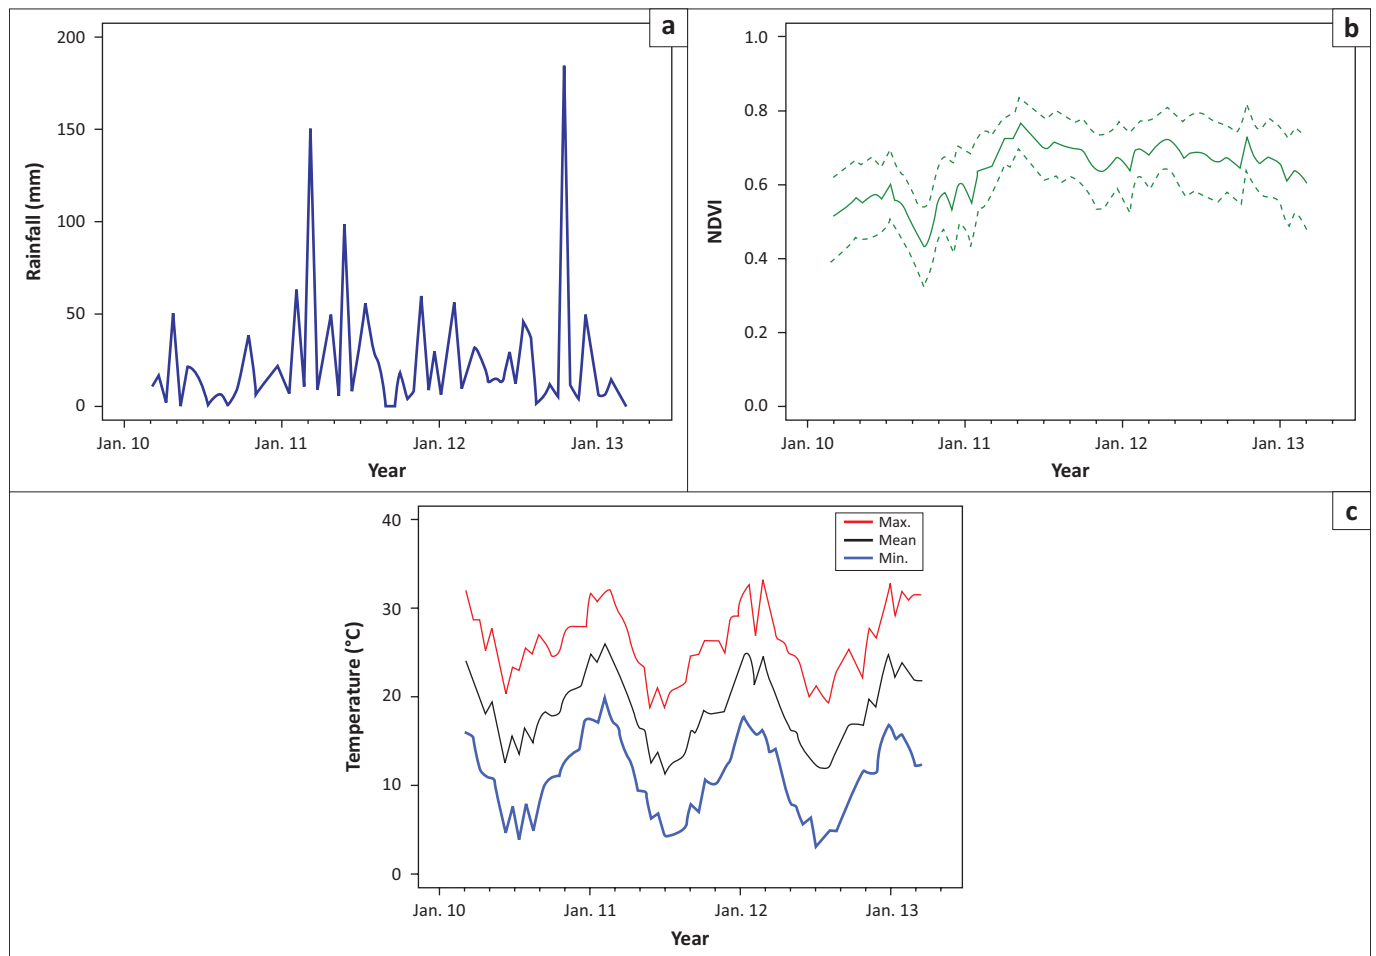 a
200
150
100
50
0
Rainfall (mm)
Jan. 10 Jan. 11 Jan. 12 Jan. 13
Year
b
1.0
0.8
0.6
0.4
0.2
0.0
NDVI
Jan. 10 Jan. 11 Jan. 12 Jan. 13
Year
c
40
30
20
10
0
Temperature (°C)
Max.
Mean
Min.
Jan. 10 Jan. 11 Jan. 12 Jan. 13
Year